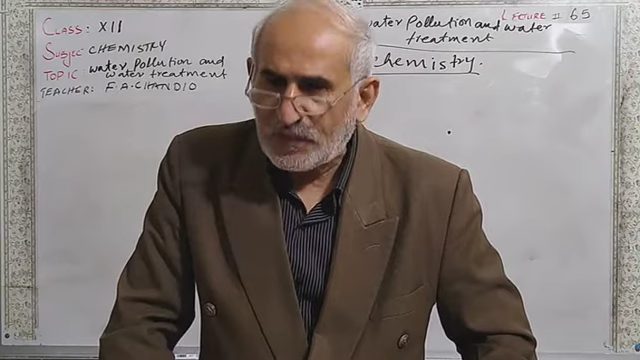 CLASS: XII
SUBJEC- CHEMISTRY
TOPIC water Pollution and
water treatment
TEACHER: F.A-CHANDIO
LECTURE # 65
water Pollution and water
treatment
chemistry.